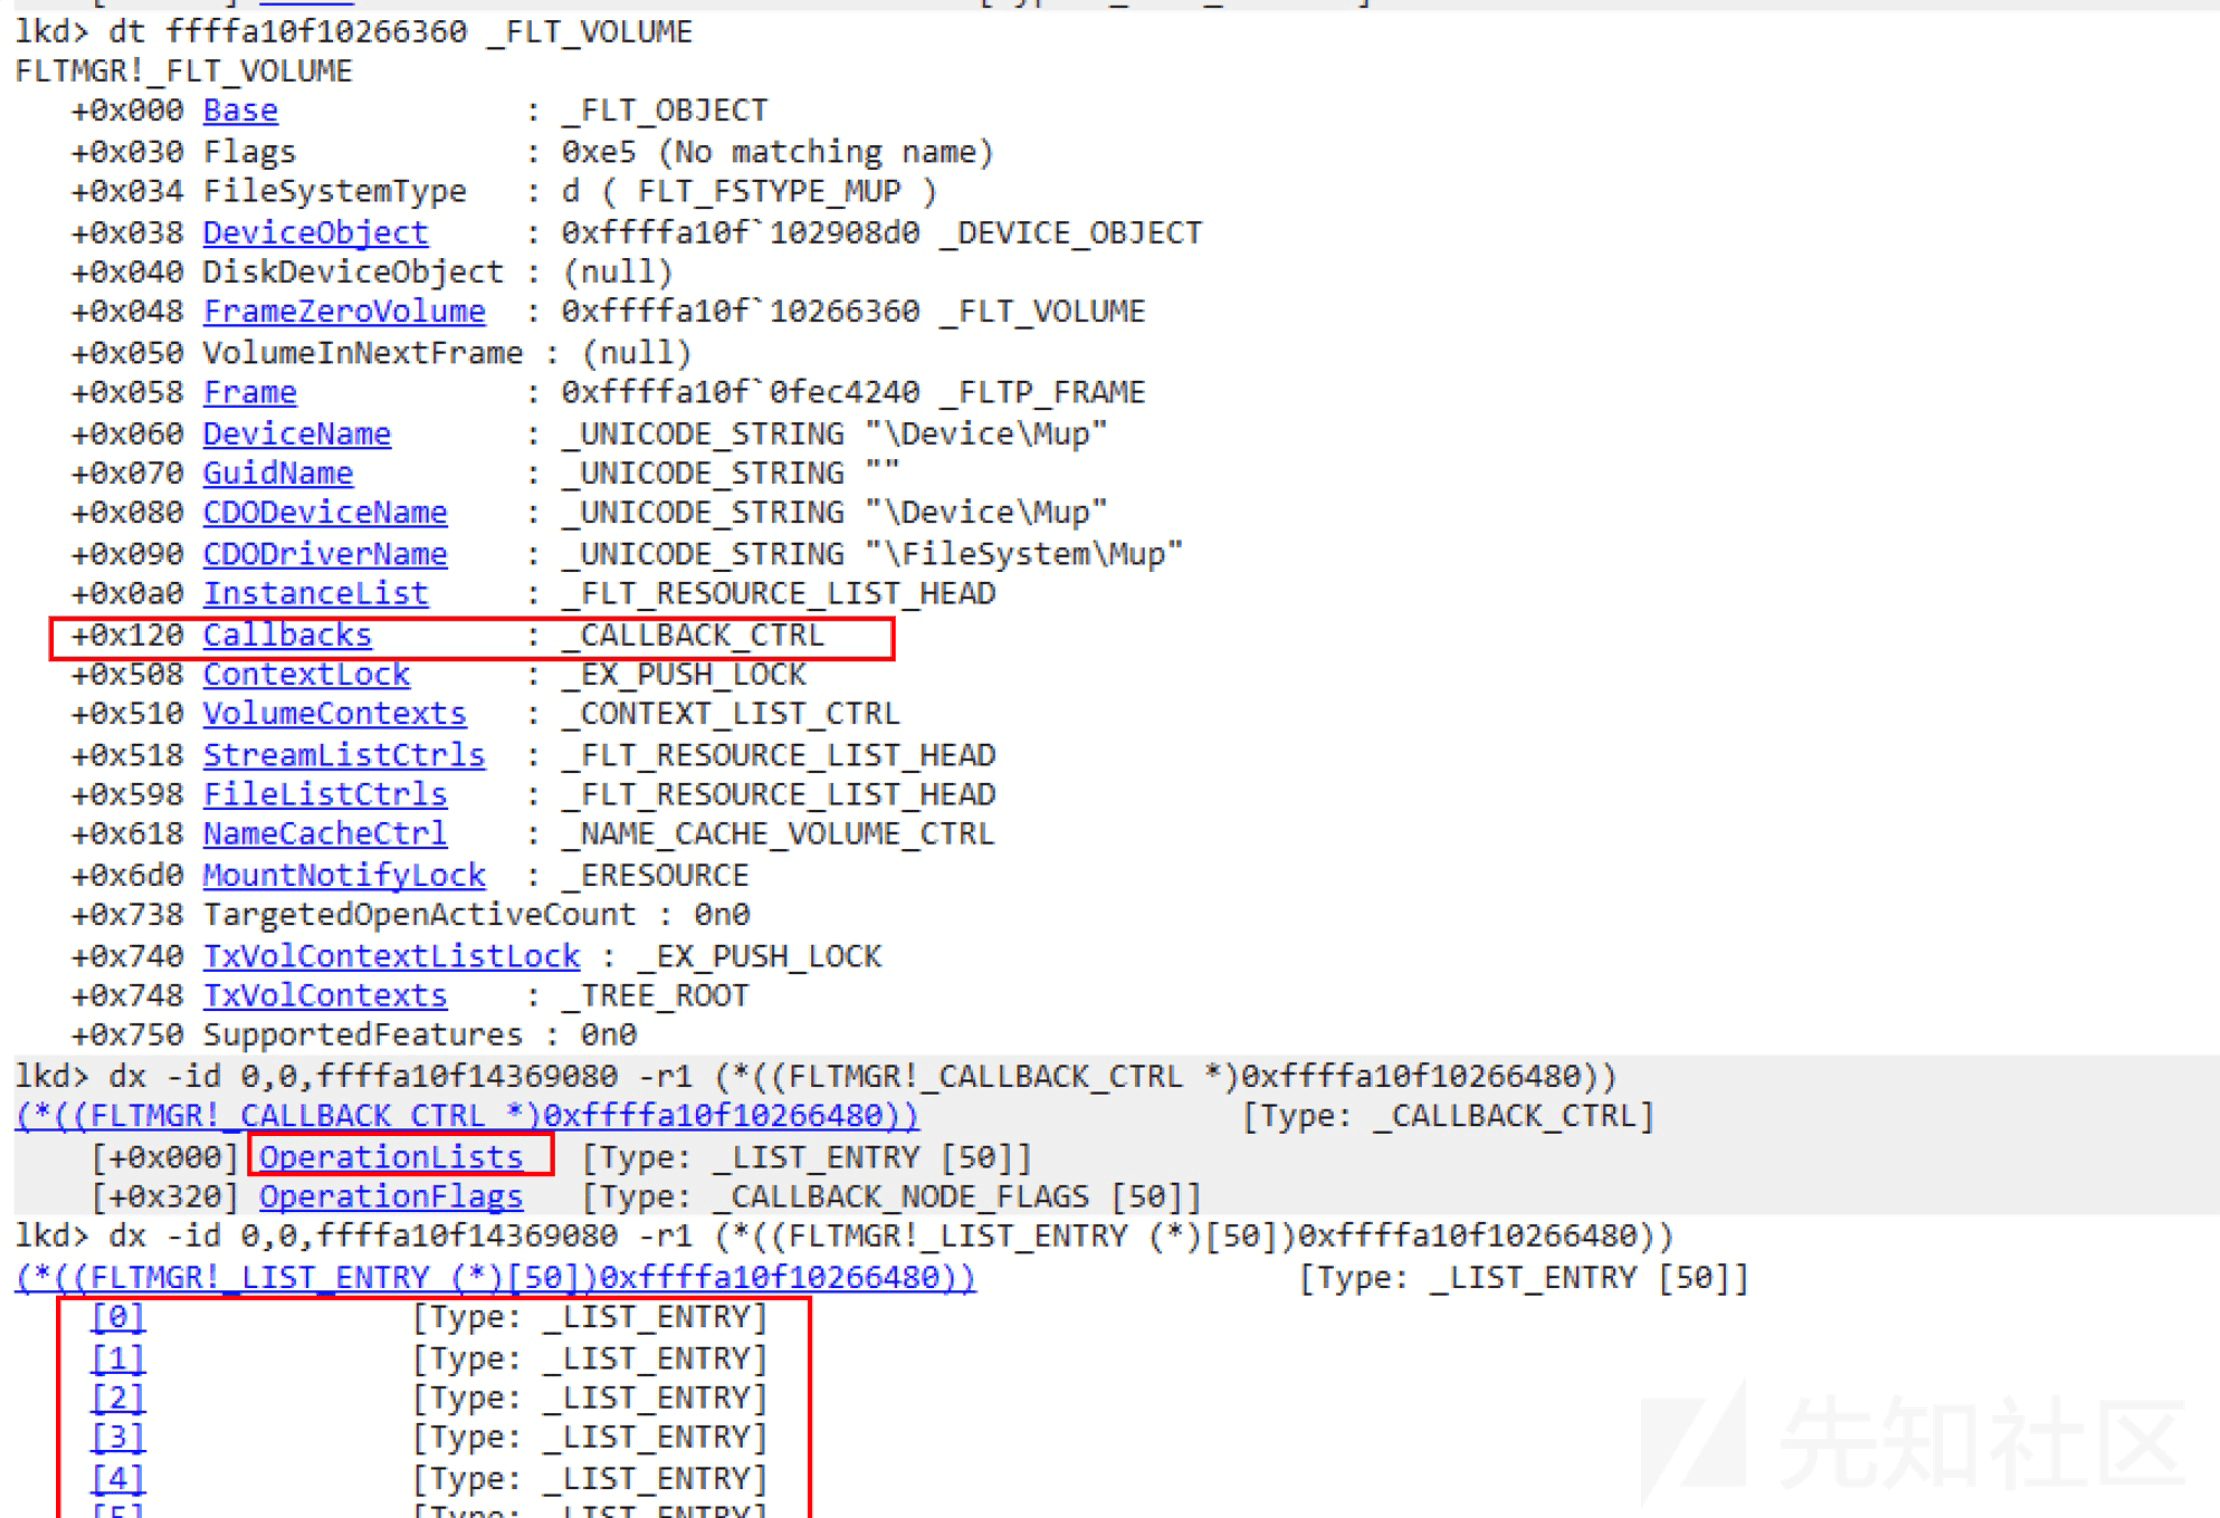 lkd> dt ffffa10f10266360 _FLT_VOLUME
FLTMGR!_FLT_VOLUME
   +0x000 Base             : _FLT_OBJECT
   +0x030 Flags            : 0xe5 (No matching name)
   +0x034 FileSystemType   : d ( FLT_FSTYPE_MUP )
   +0x038 DeviceObject     : 0xffffa10f`102908d0 _DEVICE_OBJECT
   +0x040 DiskDeviceObject : (null)
   +0x048 FrameZeroVolume  : 0xffffa10f`10266360 _FLT_VOLUME
   +0x050 VolumeInNextFrame : (null)
   +0x058 Frame            : 0xffffa10f`0fec4240 _FLTP_FRAME
   +0x060 DeviceName       : _UNICODE_STRING "\Device\Mup"
   +0x070 GuidName         : _UNICODE_STRING ""
   +0x080 CDODeviceName    : _UNICODE_STRING "\Device\Mup"
   +0x090 CDODriverName    : _UNICODE_STRING "\FileSystem\Mup"
   +0x0a0 InstanceList     : _FLT_RESOURCE_LIST_HEAD
   +0x120 Callbacks        : _CALLBACK_CTRL
   +0x508 ContextLock      : _EX_PUSH_LOCK
   +0x510 VolumeContexts   : _CONTEXT_LIST_CTRL
   +0x518 StreamListCtrls  : _FLT_RESOURCE_LIST_HEAD
   +0x598 FileListCtrls    : _FLT_RESOURCE_LIST_HEAD
   +0x618 NameCacheCtrl    : _NAME_CACHE_VOLUME_CTRL
   +0x6d0 MountNotifyLock  : _ERESOURCE
   +0x738 TargetedOpenActiveCount : 0n0
   +0x740 TxVolContextListLock : _EX_PUSH_LOCK
   +0x748 TxVolContexts    : _TREE_ROOT
   +0x750 SupportedFeatures : 0n0
lkd> dx -id 0,0,ffffa10f14369080 -r1 (*((FLTMGR!_CALLBACK_CTRL *)0xffffa10f10266480))
(*((FLTMGR!_CALLBACK_CTRL *)0xffffa10f10266480))                 [Type: _CALLBACK_CTRL]
    [+0x000] OperationLists   [Type: _LIST_ENTRY [50]]
    [+0x320] OperationFlags   [Type: _CALLBACK_NODE_FLAGS [50]]
lkd> dx -id 0,0,ffffa10f14369080 -r1 (*((FLTMGR!_LIST_ENTRY (*)[50])0xffffa10f10266480))
(*((FLTMGR!_LIST_ENTRY (*)[50])0xffffa10f10266480))                 [Type: _LIST_ENTRY [50]]
    [0]              [Type: _LIST_ENTRY]
    [1]              [Type: _LIST_ENTRY]
    [2]              [Type: _LIST_ENTRY]
    [3]              [Type: _LIST_ENTRY]
    [4]              [Type: _LIST_ENTRY]
    [5]              [Type: _LIST_ENTRY]
先知社区